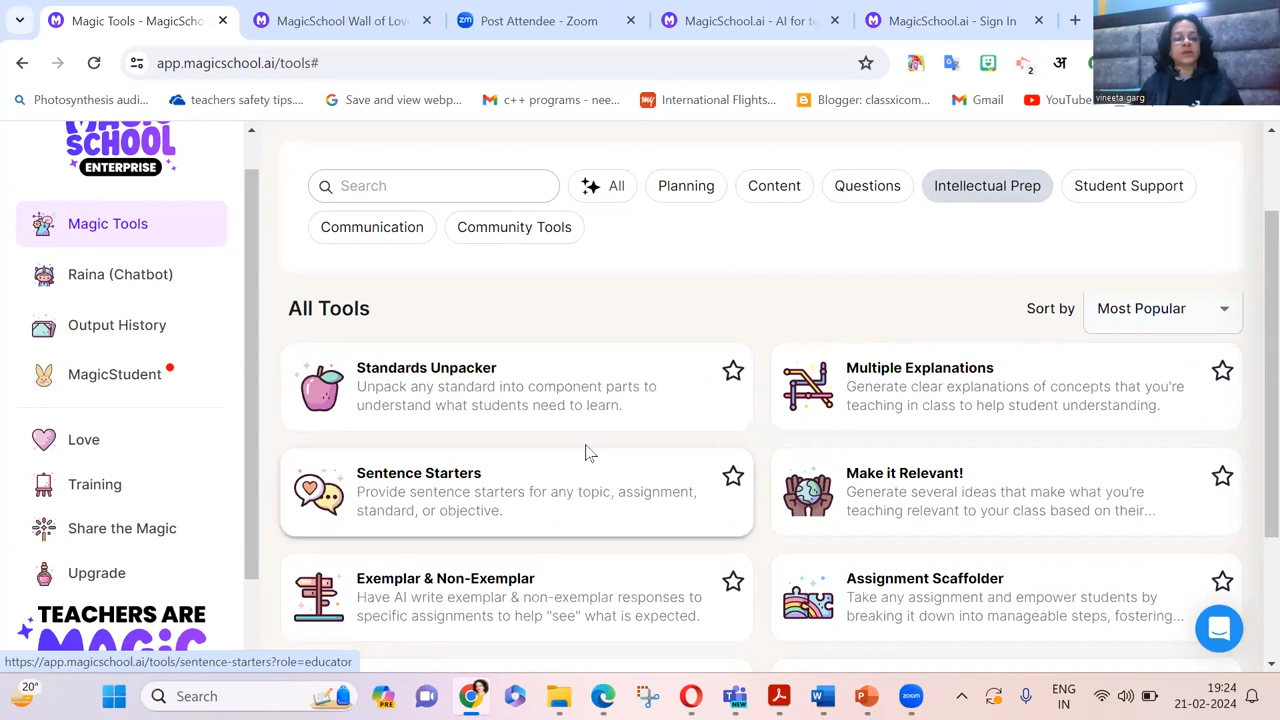 Magic Tools - MagicScho
MagicSchool Wall of Lov
Post Attendee - Zoom
MagicSchool.ai - AI for te
MagicSchool.ai - Sign In
app.magicschool.ai/tools#
2
अ
Photosynthesis audi...
teachers safety tips....
Save and view webp...
c++ programs - nee...
International Flights...
Blogger: classxicom...
Gmail
YouTube
vineeta garg
MAGIC
SCHOOL
ENTERPRISE
Magic Tools
Raina (Chatbot)
Output History
MagicStudent
Love
Training
Share the Magic
Upgrade
TEACHERS ARE
MAGIC
Search
All
Planning
Content
Questions
Intellectual Prep
Student Support
Communication
Community Tools
All Tools
Sort by
Most Popular
Standards Unpacker
Unpack any standard into component parts to
understand what students need to learn.
Multiple Explanations
Generate clear explanations of concepts that you're
teaching in class to help student understanding.
Sentence Starters
Provide sentence starters for any topic, assignment,
standard, or objective.
Make it Relevant!
Generate several ideas that make what you're
teaching relevant to your class based on their...
Exemplar & Non-Exemplar
Have AI write exemplar & non-exemplar responses to
specific assignments to help "see" what is expected.
Assignment Scaffolder
Take any assignment and empower students by
breaking it down into manageable steps, fostering...
https://app.magicschool.ai/tools/sentence-starters?role=educator
20°
Search
PRE
NEW
zoom
ENG
IN
19:24
21-02-2024